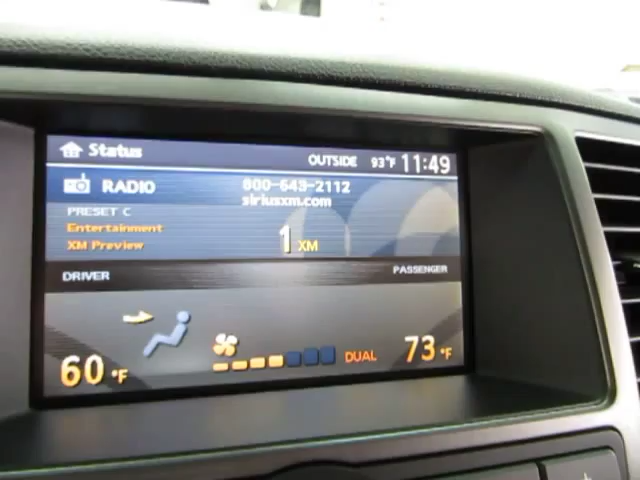 Status
OUTSIDE 93°F 11:49
RADIO 800-643-2112
siriusxm.com
PRESET C
Entertainment
XM Preview
1 XM
DRIVER PASSENGER
60 °F DUAL 73 °F